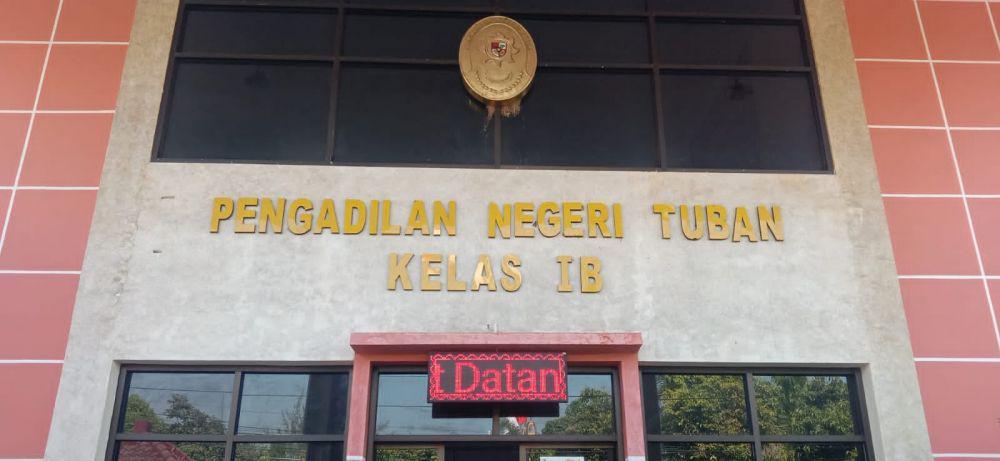 PENGADILAN NEGERI TUBAN
KELAS IB
t Datan